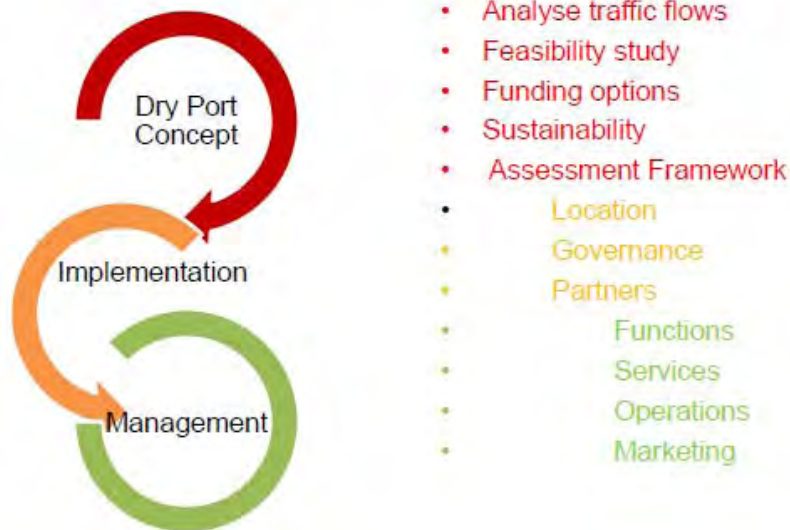 Dry Port
Concept
Implementation
Management
• Analyse traffic flows
• Feasibility study
• Funding options
• Sustainability
• Assessment Framework
• Location
• Governance
• Partners
• Functions
• Services
• Operations
• Marketing